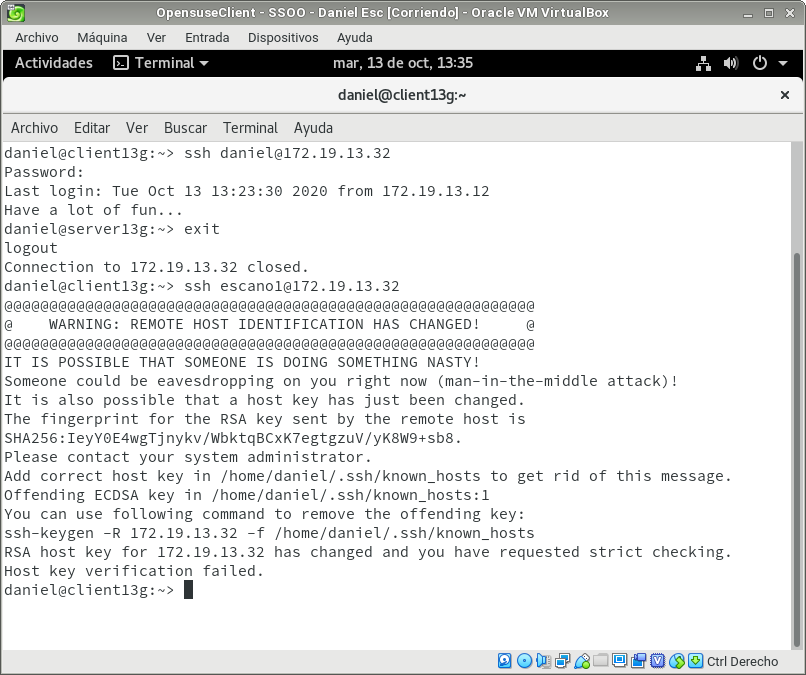 OpensuseClient - SSOO - Daniel Esc [Corriendo] - Oracle VM VirtualBox
Archivo Máquina Ver Entrada Dispositivos Ayuda
Actividades Terminal mar, 13 de oct, 13:35
daniel@client13g:~
Archivo Editar Ver Buscar Terminal Ayuda
daniel@client13g:~> ssh daniel@172.19.13.32
Password:
Last login: Tue Oct 13 13:23:30 2020 from 172.19.13.12
Have a lot of fun...
daniel@server13g:~> exit
logout
Connection to 172.19.13.32 closed.
daniel@client13g:~> ssh escano1@172.19.13.32
@@@@@@@@@@@@@@@@@@@@@@@@@@@@@@@@@@@@@@@@@@@@@@@@@@@@@@@@@@@
@    WARNING: REMOTE HOST IDENTIFICATION HAS CHANGED!     @
@@@@@@@@@@@@@@@@@@@@@@@@@@@@@@@@@@@@@@@@@@@@@@@@@@@@@@@@@@@
IT IS POSSIBLE THAT SOMEONE IS DOING SOMETHING NASTY!
Someone could be eavesdropping on you right now (man-in-the-middle attack)!
It is also possible that a host key has just been changed.
The fingerprint for the RSA key sent by the remote host is
SHA256:IeyY0E4wgTjnykv/WbktqBCxK7egtgzuV/yK8W9+sb8.
Please contact your system administrator.
Add correct host key in /home/daniel/.ssh/known_hosts to get rid of this message.
Offending ECDSA key in /home/daniel/.ssh/known_hosts:1
You can use following command to remove the offending key:
ssh-keygen -R 172.19.13.32 -f /home/daniel/.ssh/known_hosts
RSA host key for 172.19.13.32 has changed and you have requested strict checking.
Host key verification failed.
daniel@client13g:~>
Ctrl Derecho